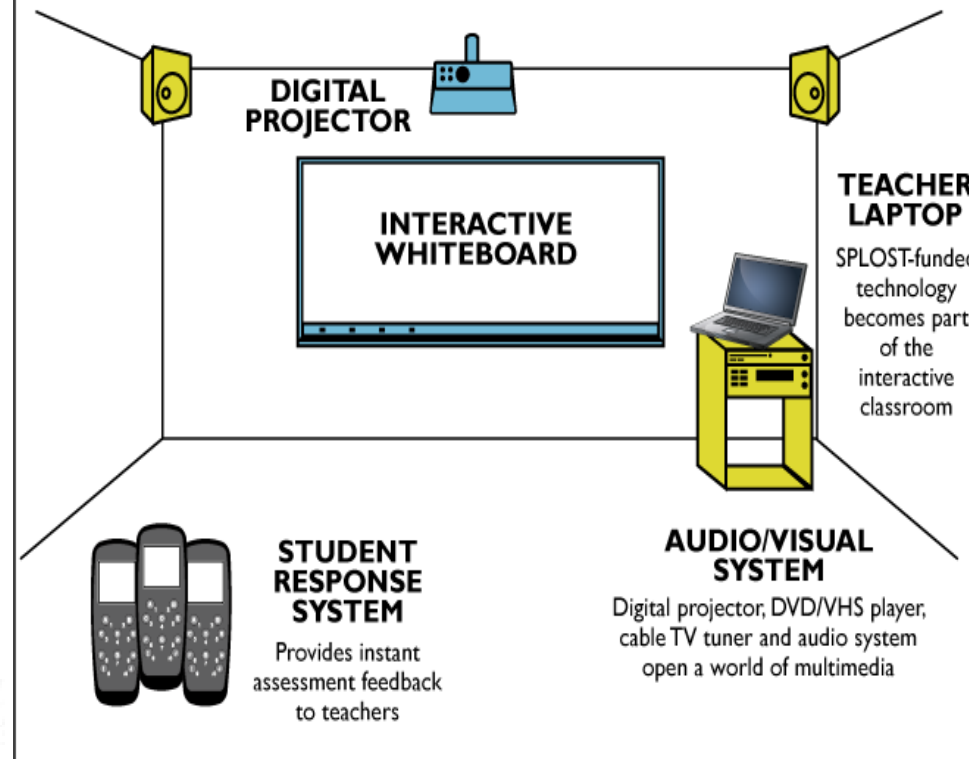 DIGITAL
PROJECTOR
INTERACTIVE
WHITEBOARD
TEACHER
LAPTOP
SPLOST-funded
technology
becomes part
of the
interactive
classroom
STUDENT
RESPONSE
SYSTEM
Provides instant
assessment feedback
to teachers
AUDIO/VISUAL
SYSTEM
Digital projector, DVD/VHS player,
cable TV tuner and audio system
open a world of multimedia